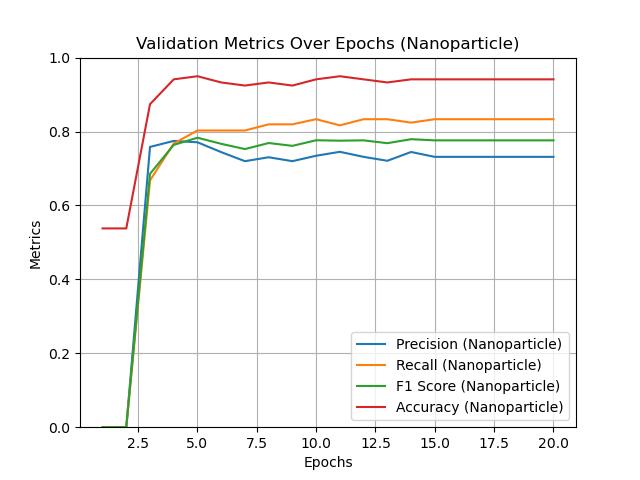 Validation Metrics Over Epochs (Nanoparticle)
1.0
0.8
0.6
0.4
0.2
0.0
Metrics
Precision (Nanoparticle)
Recall (Nanoparticle)
F1 Score (Nanoparticle)
Accuracy (Nanoparticle)
2.5 5.0 7.5 10.0 12.5 15.0 17.5 20.0
Epochs